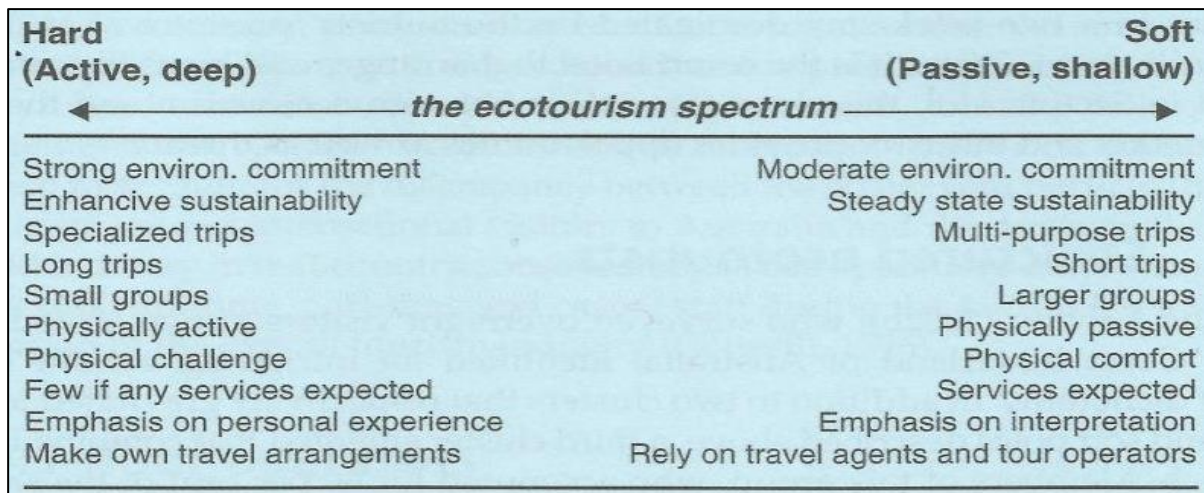 Hard Soft
(Active, deep) (Passive, shallow)
the ecotourism spectrum
Strong environ. commitment Moderate environ. commitment
Enhancive sustainability Steady state sustainability
Specialized trips Multi-purpose trips
Long trips Short trips
Small groups Larger groups
Physically active Physically passive
Physical challenge Physical comfort
Few if any services expected Services expected
Emphasis on personal experience Emphasis on interpretation
Make own travel arrangements Rely on travel agents and tour operators